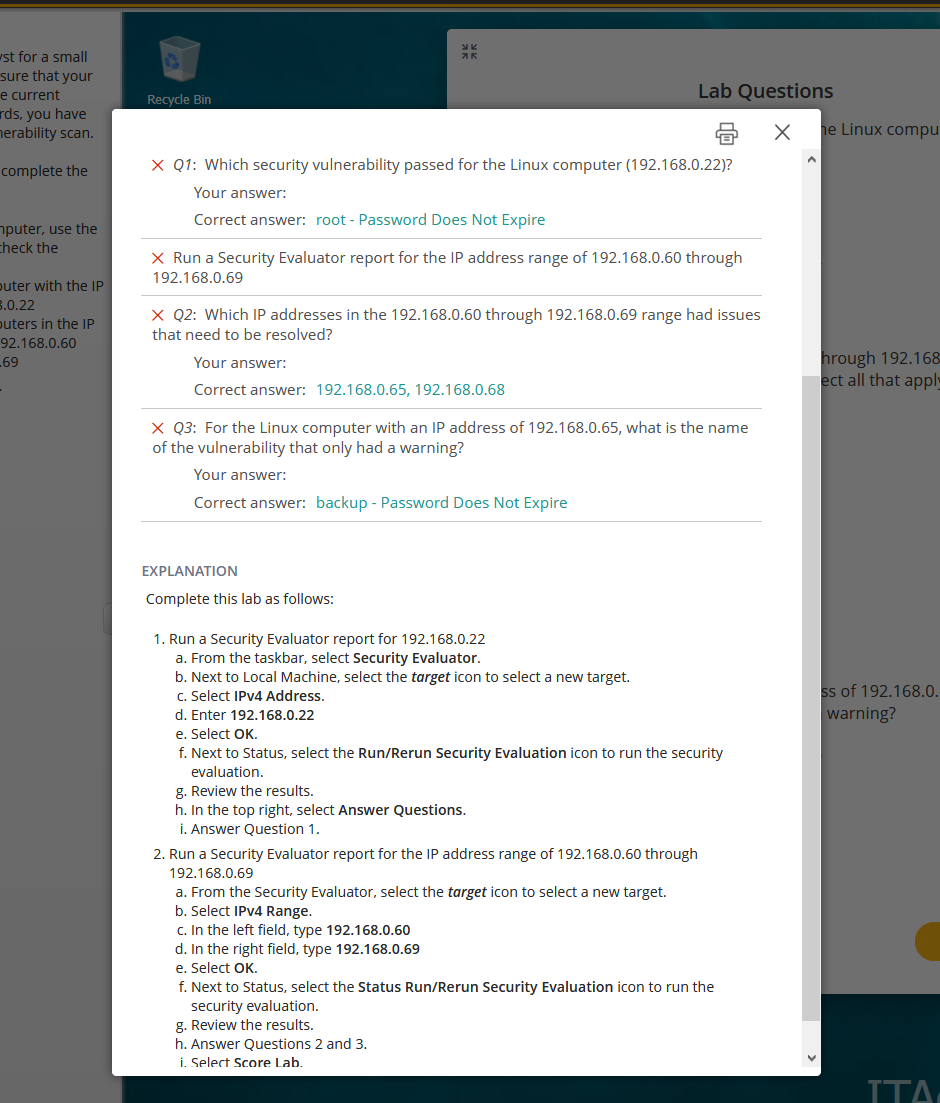 yst for a small
sure that your
e current
rds, you have
nerability scan.
complete the
mputer, use the
check the
puter with the IP
8.0.22
puters in the IP
92.168.0.60
.69
Recycle Bin
Lab Questions
he Linux compu
Q1: Which security vulnerability passed for the Linux computer (192.168.0.22)?
Your answer:
Correct answer: root - Password Does Not Expire
Run a Security Evaluator report for the IP address range of 192.168.0.60 through
192.168.0.69
Q2: Which IP addresses in the 192.168.0.60 through 192.168.0.69 range had issues
that need to be resolved?
Your answer:
Correct answer: 192.168.0.65, 192.168.0.68
Q3: For the Linux computer with an IP address of 192.168.0.65, what is the name
of the vulnerability that only had a warning?
Your answer:
Correct answer: backup - Password Does Not Expire
EXPLANATION
Complete this lab as follows:
1. Run a Security Evaluator report for 192.168.0.22
a. From the taskbar, select Security Evaluator.
b. Next to Local Machine, select the target icon to select a new target.
c. Select IPv4 Address.
d. Enter 192.168.0.22
e. Select OK.
f. Next to Status, select the Run/Rerun Security Evaluation icon to run the security
evaluation.
g. Review the results.
h. In the top right, select Answer Questions.
i. Answer Question 1.
2. Run a Security Evaluator report for the IP address range of 192.168.0.60 through
192.168.0.69
a. From the Security Evaluator, select the target icon to select a new target.
b. Select IPv4 Range.
c. In the left field, type 192.168.0.60
d. In the right field, type 192.168.0.69
e. Select OK.
f. Next to Status, select the Status Run/Rerun Security Evaluation icon to run the
security evaluation.
g. Review the results.
h. Answer Questions 2 and 3.
i. Select Score Lab.
hrough 192.168
ect all that apply
ss of 192.168.0.
warning?
ITA